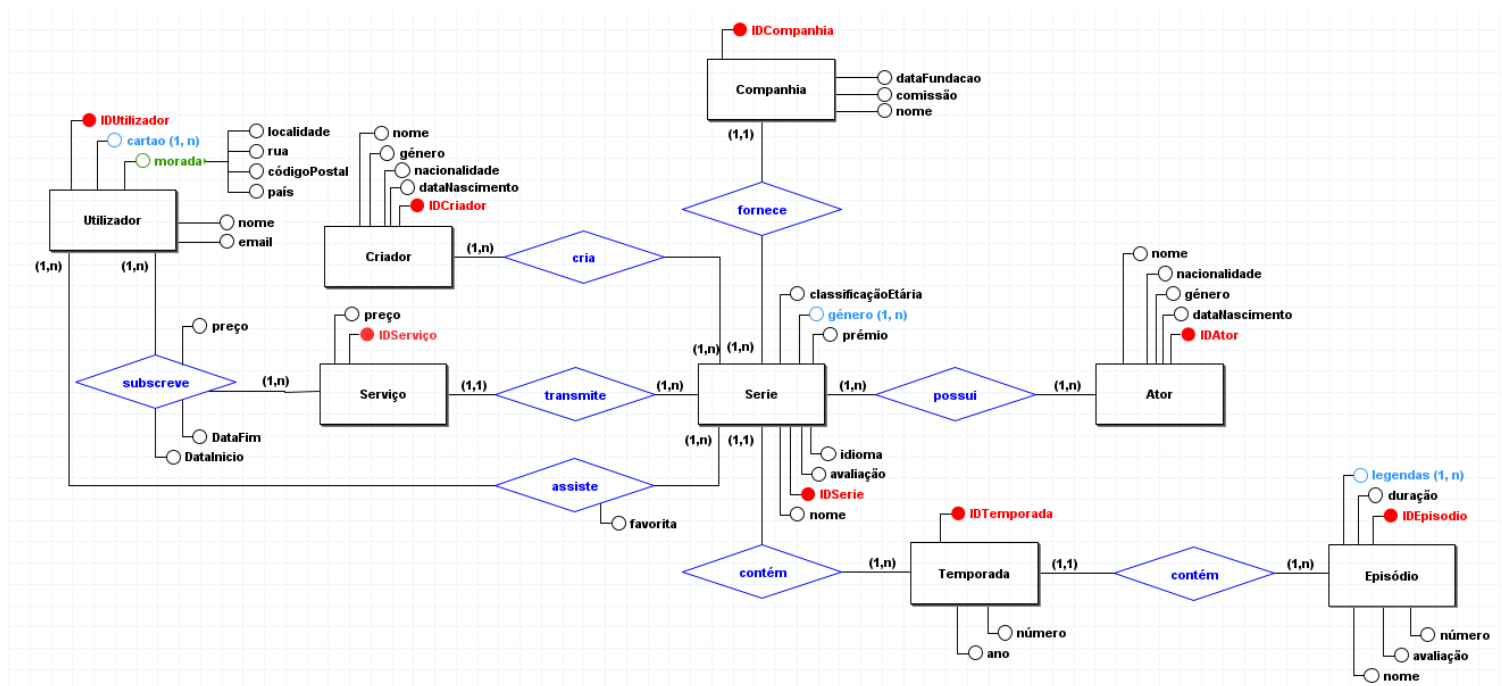 IDCompanhia
Companhia
dataFundacao
comissão
nome
(1,1)
fornece
IDUtilizador
cartao (1, n)
morada
localidade
rua
códigoPostal
país
Utilizador
nome
email
(1,n)
(1,n)
nome
género
nacionalidade
dataNascimento
IDCriador
Criador
(1,n)
cria
preço
subscreve
DataFim
DataInicio
(1,n)
preço
IDServiço
Serviço
(1,1)
transmite
(1,n)
classificaçãoEtária
género (1, n)
prémio
(1,n)
(1,n)
Serie
(1,n)
possui
(1,n)
nome
nacionalidade
género
dataNascimento
IDAtor
Ator
(1,n)
(1,1)
idioma
avaliação
IDSerie
nome
assiste
favorita
contém
(1,n)
IDTemporada
Temporada
número
ano
(1,1)
contém
(1,n)
legendas (1, n)
duração
IDEpisodio
Episódio
número
avaliação
nome